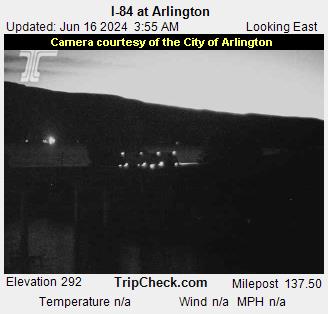 I-84 at Arlington
Updated: Jun 16 2024 3:55 AM Looking East
Camera courtesy of the City of Arlington
Elevation 292 TripCheck.com Milepost 137.50
Temperature n/a Wind n/a MPH n/a